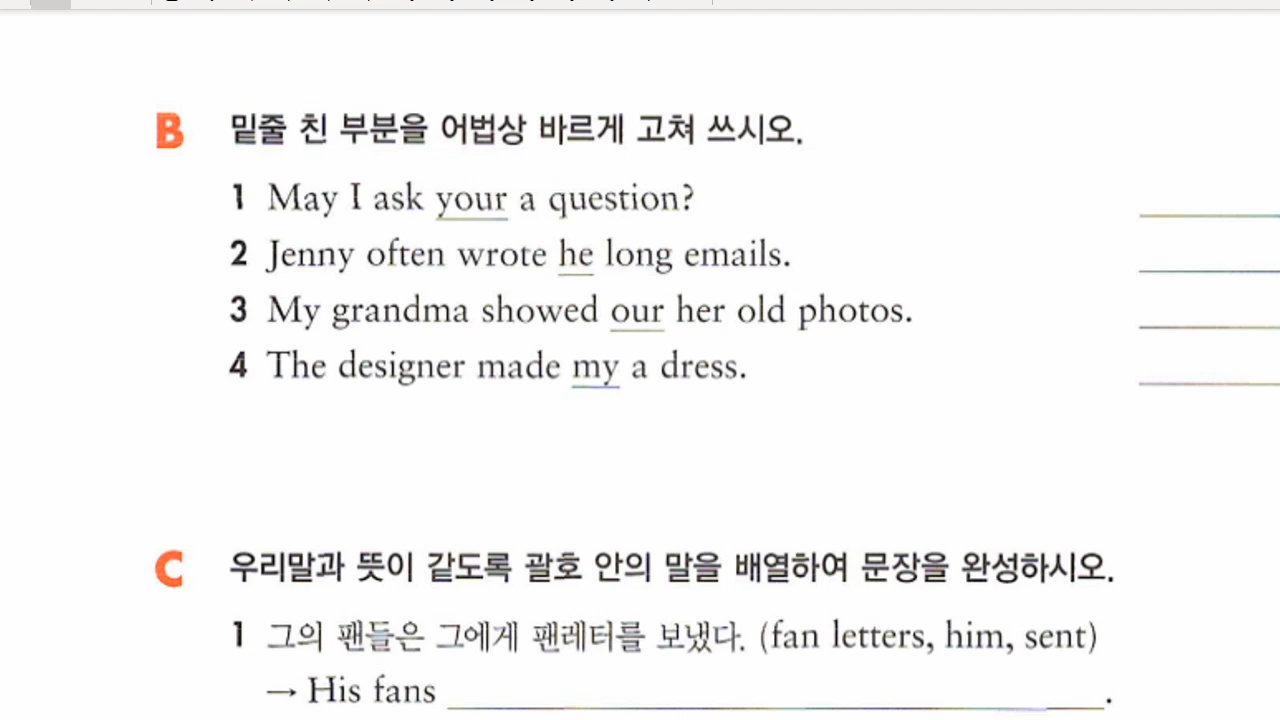 B 밑줄 친 부분을 어법상 바르게 고쳐 쓰시오.
1 May I ask your a question?
2 Jenny often wrote he long emails.
3 My grandma showed our her old photos.
4 The designer made my a dress.
C 우리말과 뜻이 같도록 괄호 안의 말을 배열하여 문장을 완성하시오.
1 그의 팬들은 그에게 팬레터를 보냈다. (fan letters, him, sent)
→ His fans .